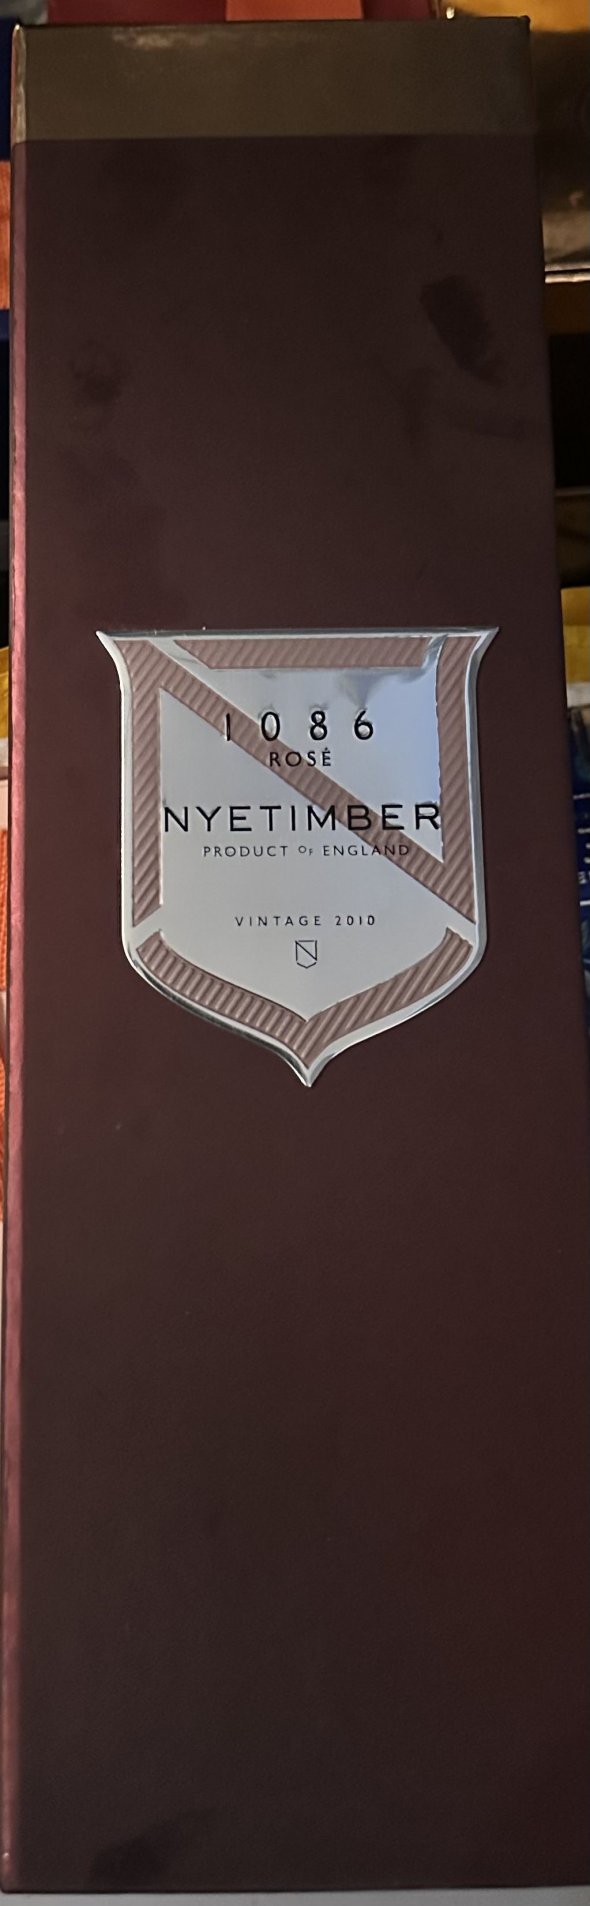 1086
ROSÉ
NYETIMBER
PRODUCT OF ENGLAND
VINTAGE 2010
N